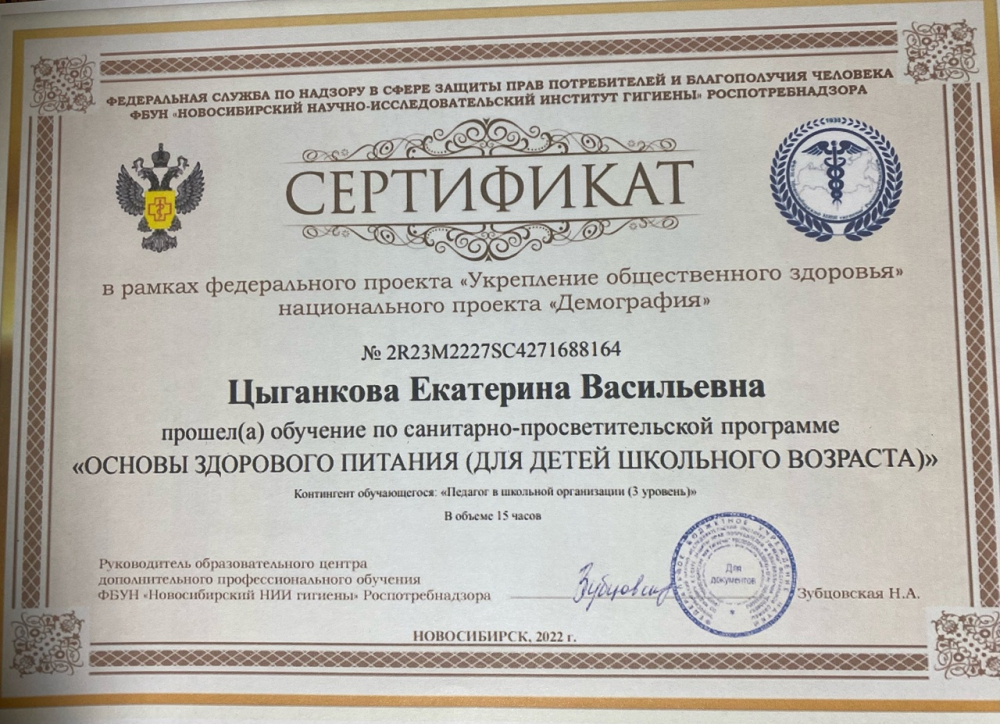 ФЕДЕРАЛЬНАЯ СЛУЖБА ПО НАДЗОРУ В СФЕРЕ ЗАЩИТЫ ПРАВ ПОТРЕБИТЕЛЕЙ И БЛАГОПОЛУЧИЯ ЧЕЛОВЕКА
ФБУН «НОВОСИБИРСКИЙ НАУЧНО-ИССЛЕДОВАТЕЛЬСКИЙ ИНСТИТУТ ГИГИЕНЫ» РОСПОТРЕБНАДЗОРА
1930
СЕРТИФИКАТ
в рамках федерального проекта «Укрепление общественного здоровья»
национального проекта «Демография»
№ 2R23M2227SC4271688164
Цыганкова Екатерина Васильевна
прошел(а) обучение по санитарно-просветительской программе
«ОСНОВЫ ЗДОРОВОГО ПИТАНИЯ (ДЛЯ ДЕТЕЙ ШКОЛЬНОГО ВОЗРАСТА)»
Контингент обучающегося: «Педагог в школьной организации (3 уровень)»
В объеме 15 часов
Руководитель образовательного центра
дополнительного профессионального обучения
ФБУН «Новосибирский НИИ гигиены» Роспотребнадзора
Зубцовская
Для
документов
Зубцовская Н.А.
НОВОСИБИРСК, 2022 г.